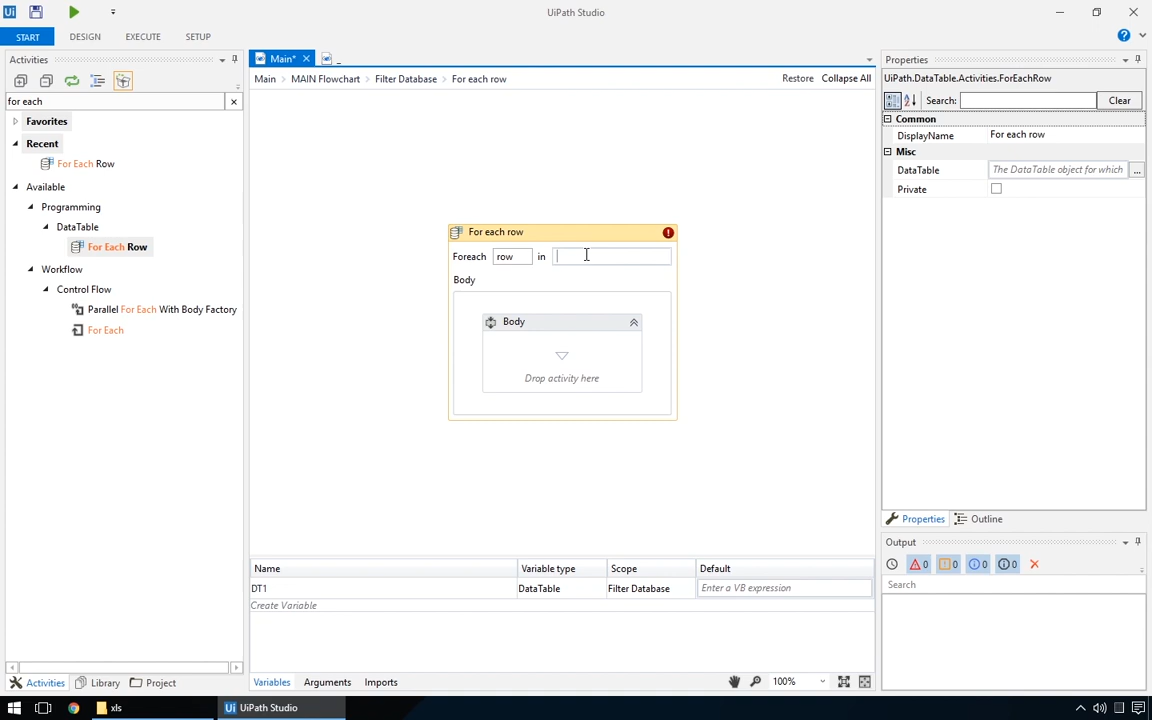 Ui
UiPath Studio
START DESIGN EXECUTE SETUP
Activities
for each
Favorites
Recent
For Each Row
Available
Programming
DataTable
For Each Row
Workflow
Control Flow
Parallel For Each With Body Factory
For Each
Activities Library Project
Main* _
Main MAIN Flowchart Filter Database For each row
Restore Collapse All
For each row
Foreach row in
Body
Body
Drop activity here
Name Variable type Scope Default
DT1 DataTable Filter Database Enter a VB expression
Create Variable
Variables Arguments Imports
100%
Properties
UiPath.DataTable.Activities.ForEachRow
Search: Clear
Common
DisplayName For each row
Misc
DataTable The DataTable object for which ...
Private
Properties Outline
Output
0 0 0 0
Search
xls
Ui UiPath Studio